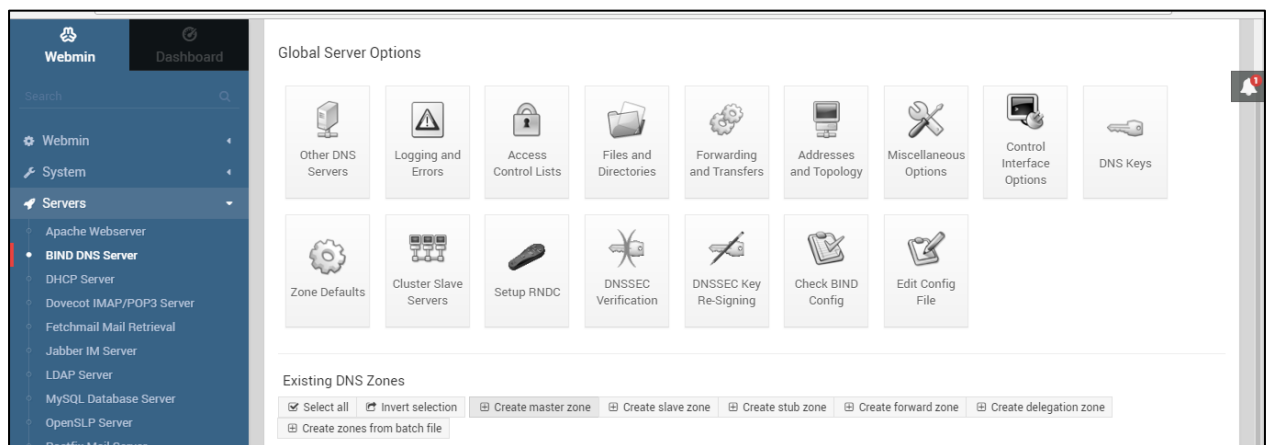 Webmin
Dashboard
Search
Webmin
System
Servers
Apache Webserver
BIND DNS Server
DHCP Server
Dovecot IMAP/POP3 Server
Fetchmail Mail Retrieval
Jabber IM Server
LDAP Server
MySQL Database Server
OpenSLP Server
Postfix Mail Server
Global Server Options
1
Other DNS
Servers
Logging and
Errors
Access
Control Lists
Files and
Directories
Forwarding
and Transfers
Addresses
and Topology
Miscellaneous
Options
Control
Interface
Options
DNS Keys
Zone Defaults
Cluster Slave
Servers
Setup RNDC
DNSSEC
Verification
DNSSEC Key
Re-Signing
Check BIND
Config
Edit Config
File
Existing DNS Zones
Select all
Invert selection
Create master zone
Create slave zone
Create stub zone
Create forward zone
Create delegation zone
Create zones from batch file